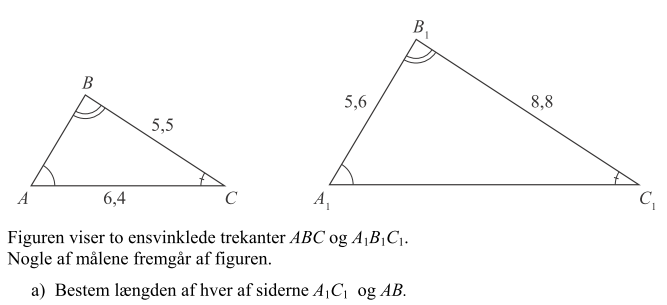 B₁
B
5,6
8,8
5,5
A
6,4
C
A₁
C₁
Figuren viser to ensvinklede trekanter ABC og A₁B₁C₁.
Nogle af målene fremgår af figuren.
a) Bestem længden af hver af siderne A₁C₁ og AB.